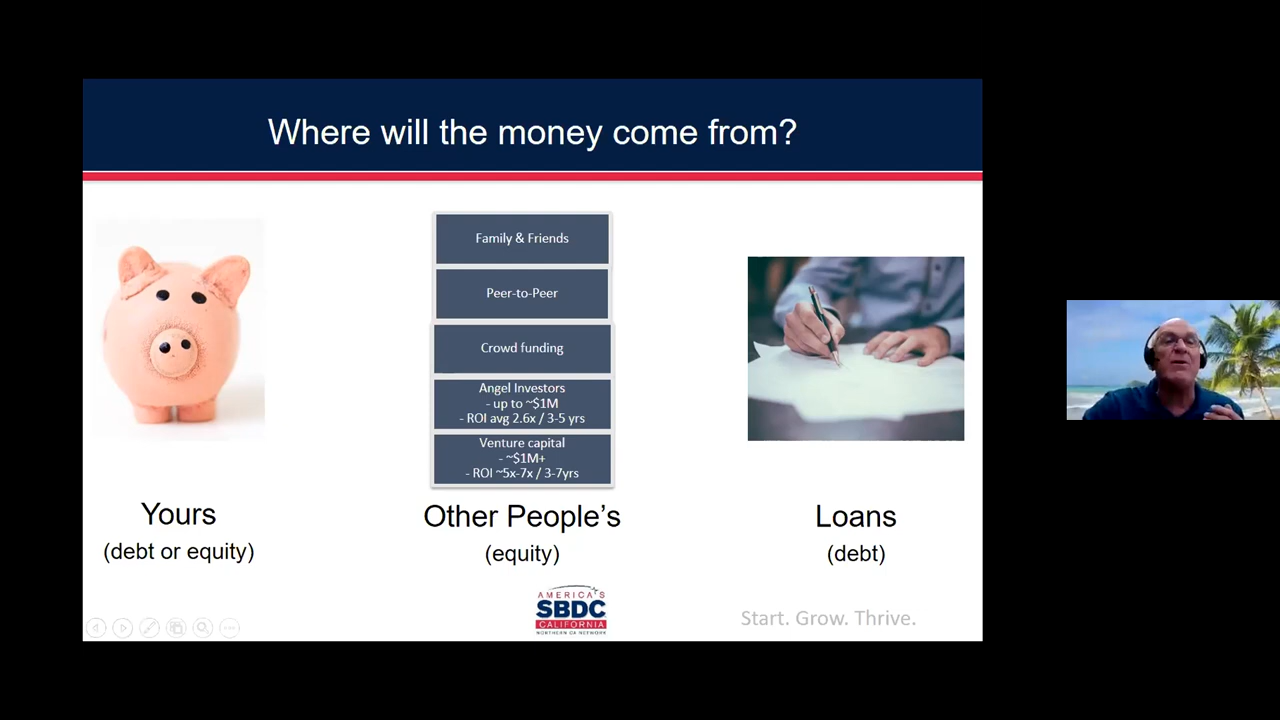 Where will the money come from?
Family & Friends
Peer-to-Peer
Crowd funding
Angel Investors
- up to ~$1M
- ROI avg 2.6x / 3-5 yrs
Venture capital
- ~$1M+
- ROI ~5x-7x / 3-7yrs
Yours
(debt or equity)
Other People’s
(equity)
Loans
(debt)
AMERICA'S
SBDC
CALIFORNIA
NORTHERN CA NETWORK
Start. Grow. Thrive.